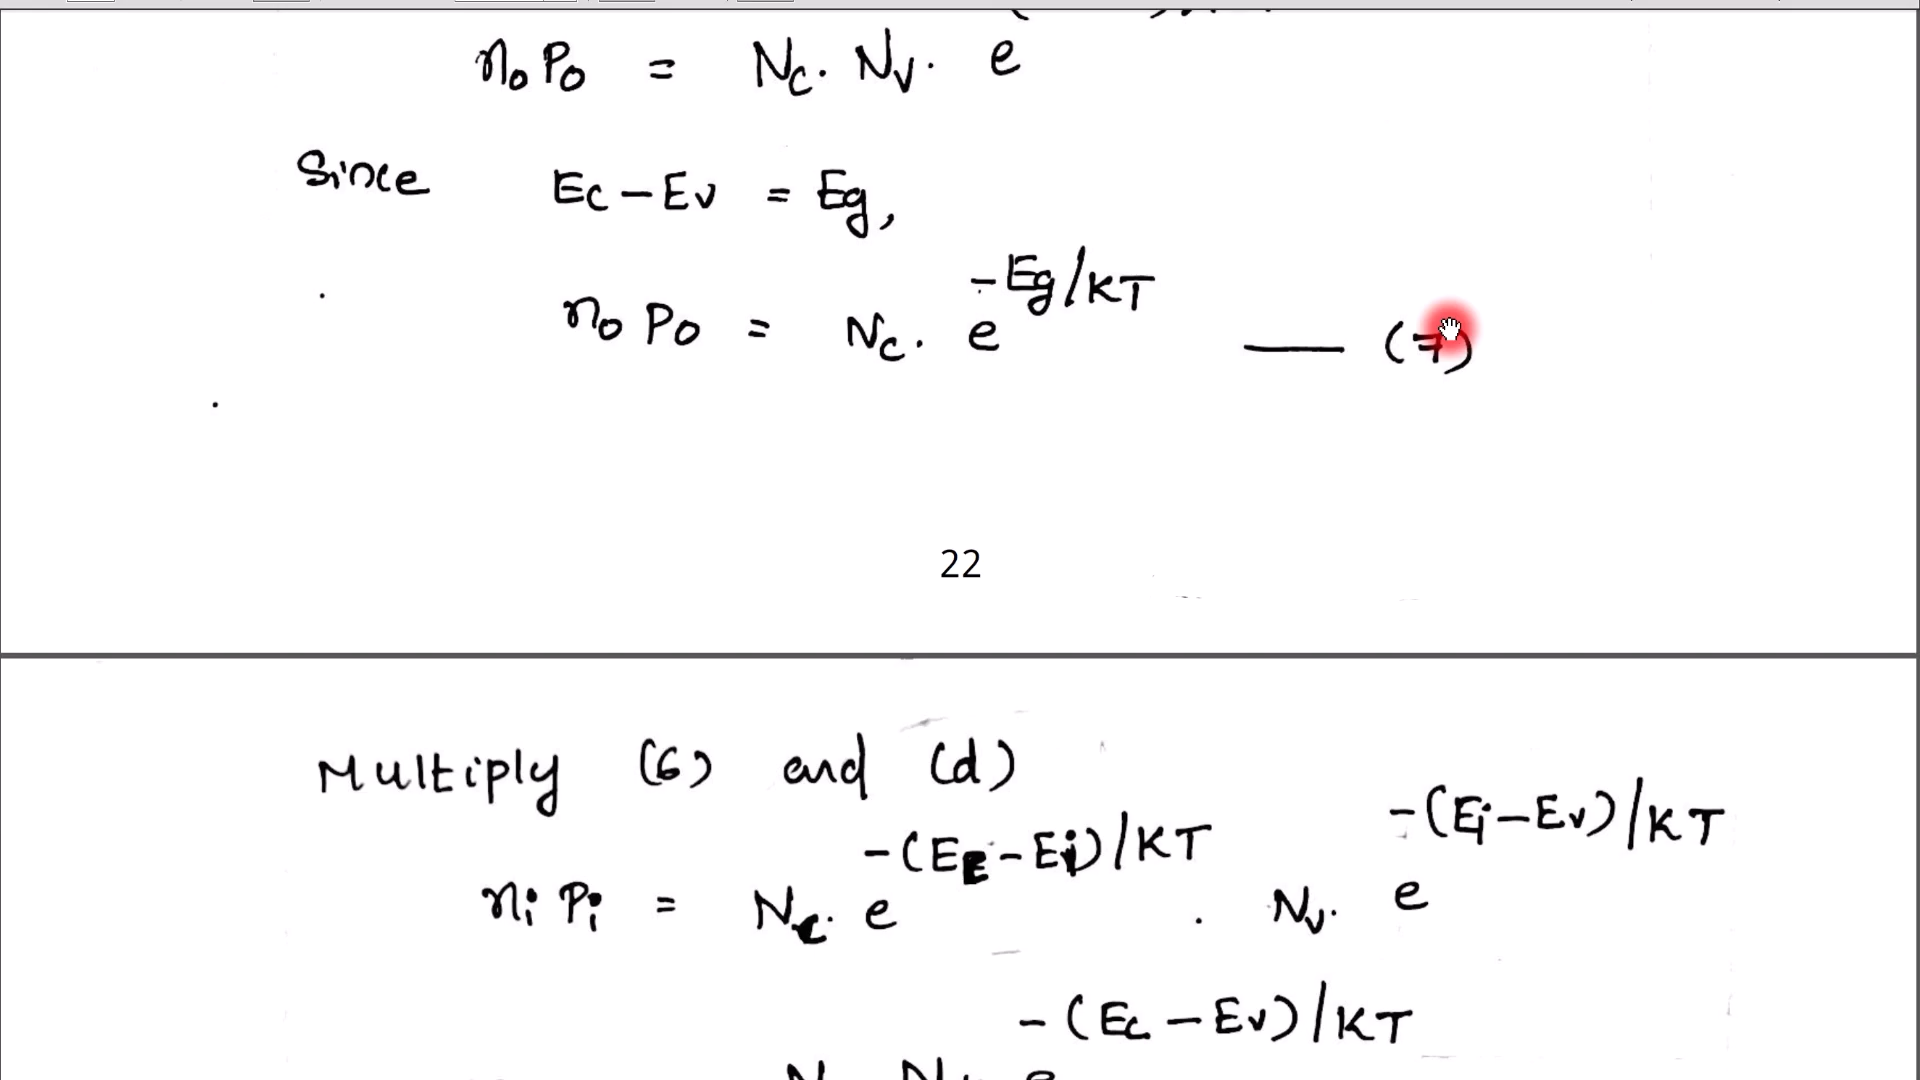 n₀ P₀ = N_C · N_V · e
Since E_C − E_V = E_g,
n₀ P₀ = N_C · e^(−E_g/KT) —— (7)
22
Multiply (6) and (d)
n_i P_i = N_C · e^(−(E_C − E_i)/KT) · N_V · e^(−(E_i − E_V)/KT)
−(E_C − E_V)/KT